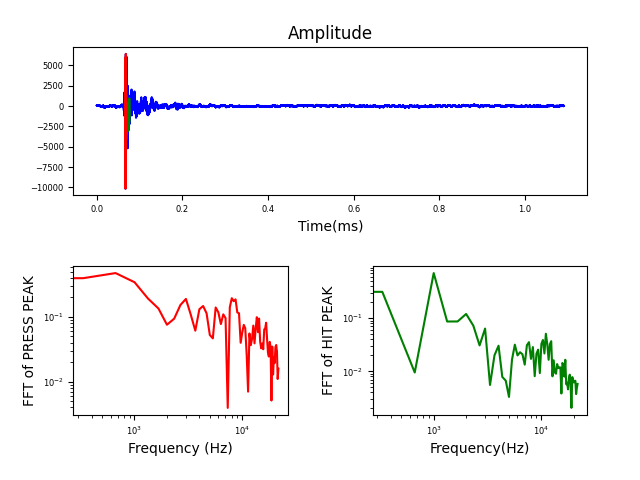 Amplitude
5000
2500
0
−2500
−5000
−7500
−10000
0.0 0.2 0.4 0.6 0.8 1.0
Time(ms)
FFT of PRESS PEAK
10⁻¹
10⁻²
10³ 10⁴
Frequency (Hz)
FFT of HIT PEAK
10⁻¹
10⁻²
10³ 10⁴
Frequency(Hz)